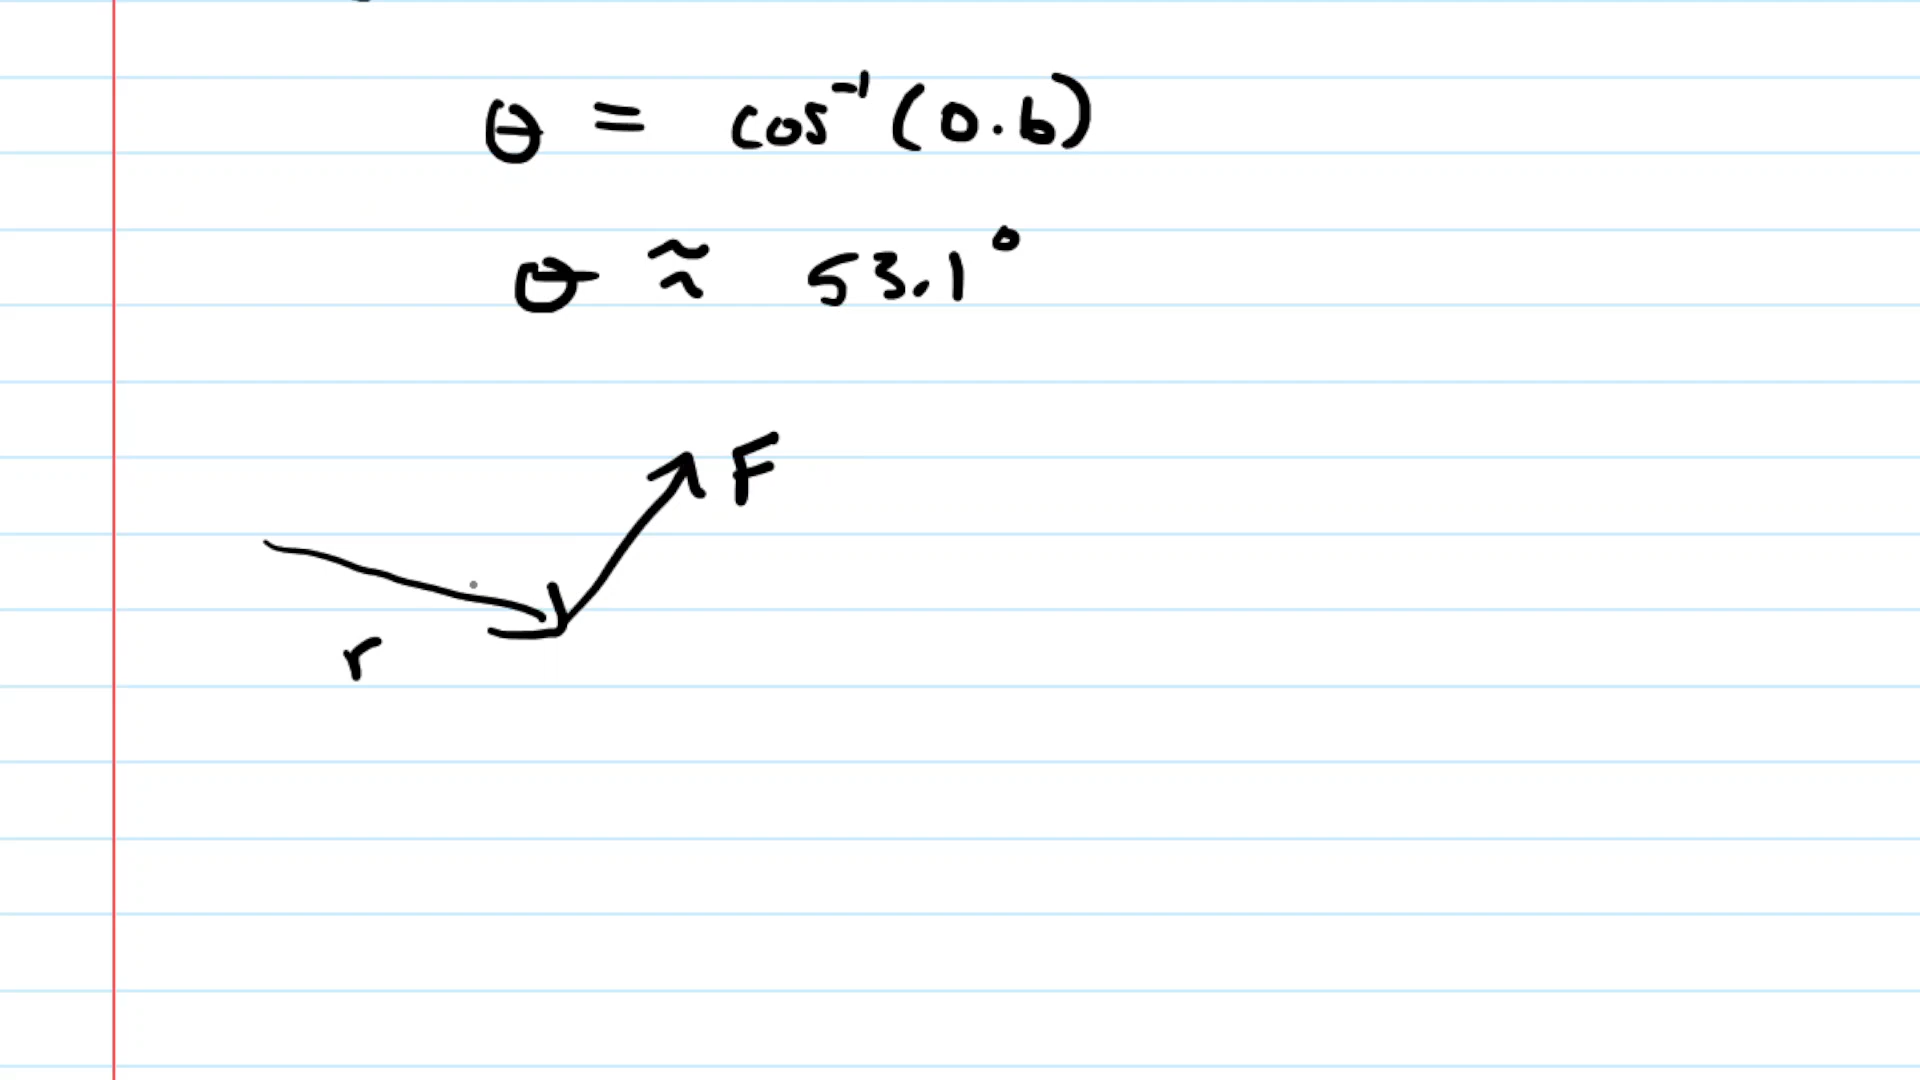 θ = cos⁻¹(0.6)
θ ≈ 53.1°
F
r